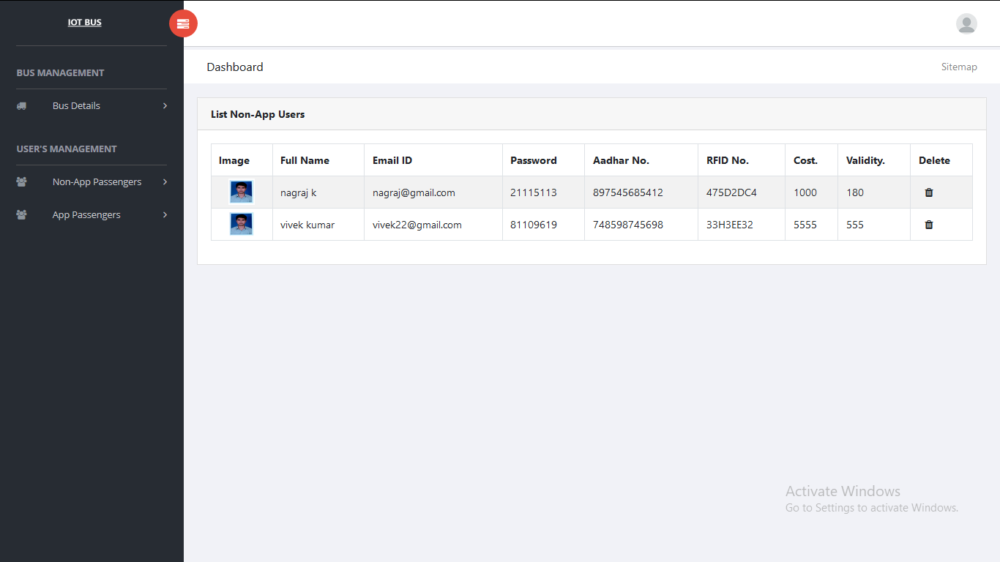 IOT BUS
BUS MANAGEMENT
Bus Details
USER'S MANAGEMENT
Non-App Passengers
App Passengers
Dashboard
Sitemap
List Non-App Users
Image Full Name Email ID Password Aadhar No. RFID No. Cost. Validity. Delete
nagraj k nagraj@gmail.com 21115113 897545685412 475D2DC4 1000 180
vivek kumar vivek22@gmail.com 81109619 748598745698 33H3EE32 5555 555
Activate Windows
Go to Settings to activate Windows.